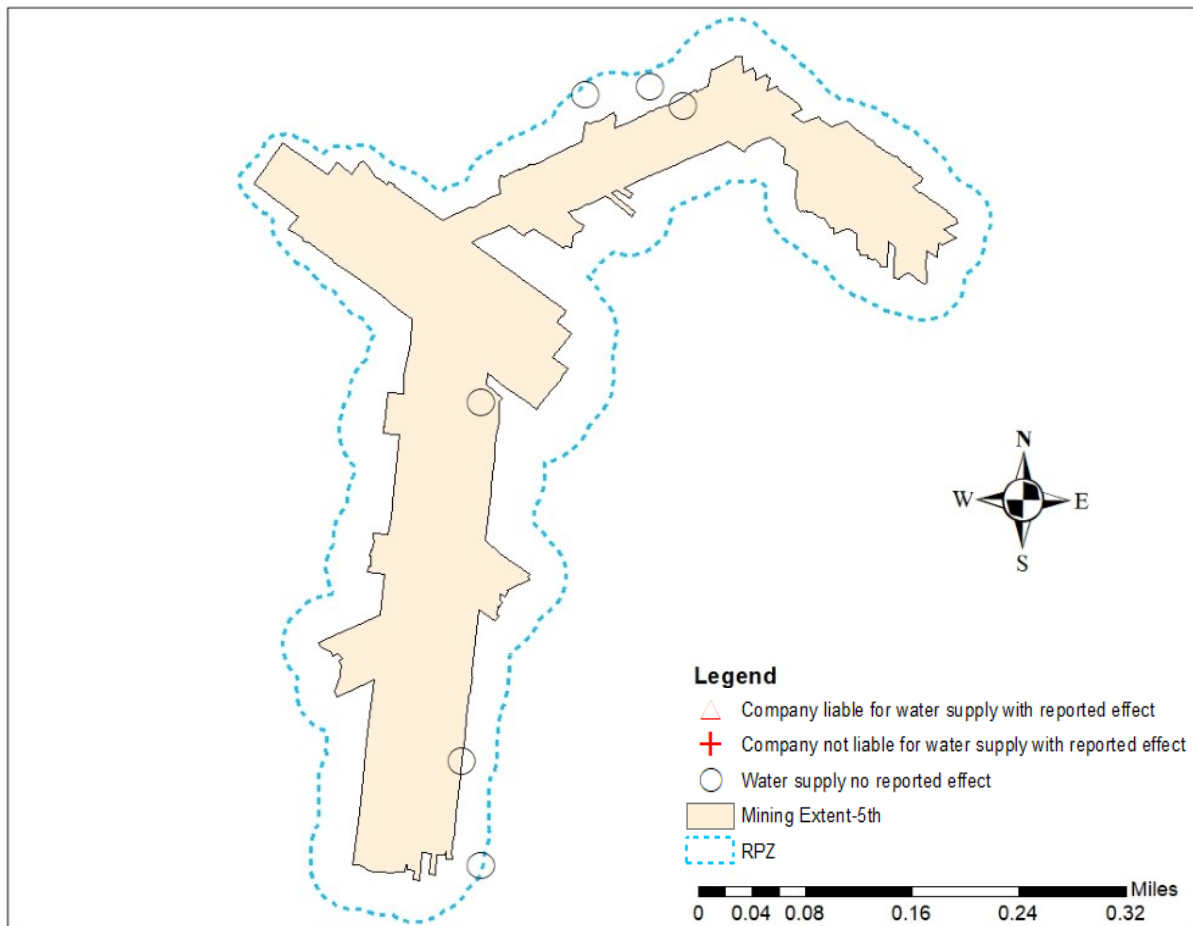 N
W E
S
Legend
Company liable for water supply with reported effect
Company not liable for water supply with reported effect
Water supply no reported effect
Mining Extent-5th
RPZ
Miles
0 0.04 0.08 0.16 0.24 0.32